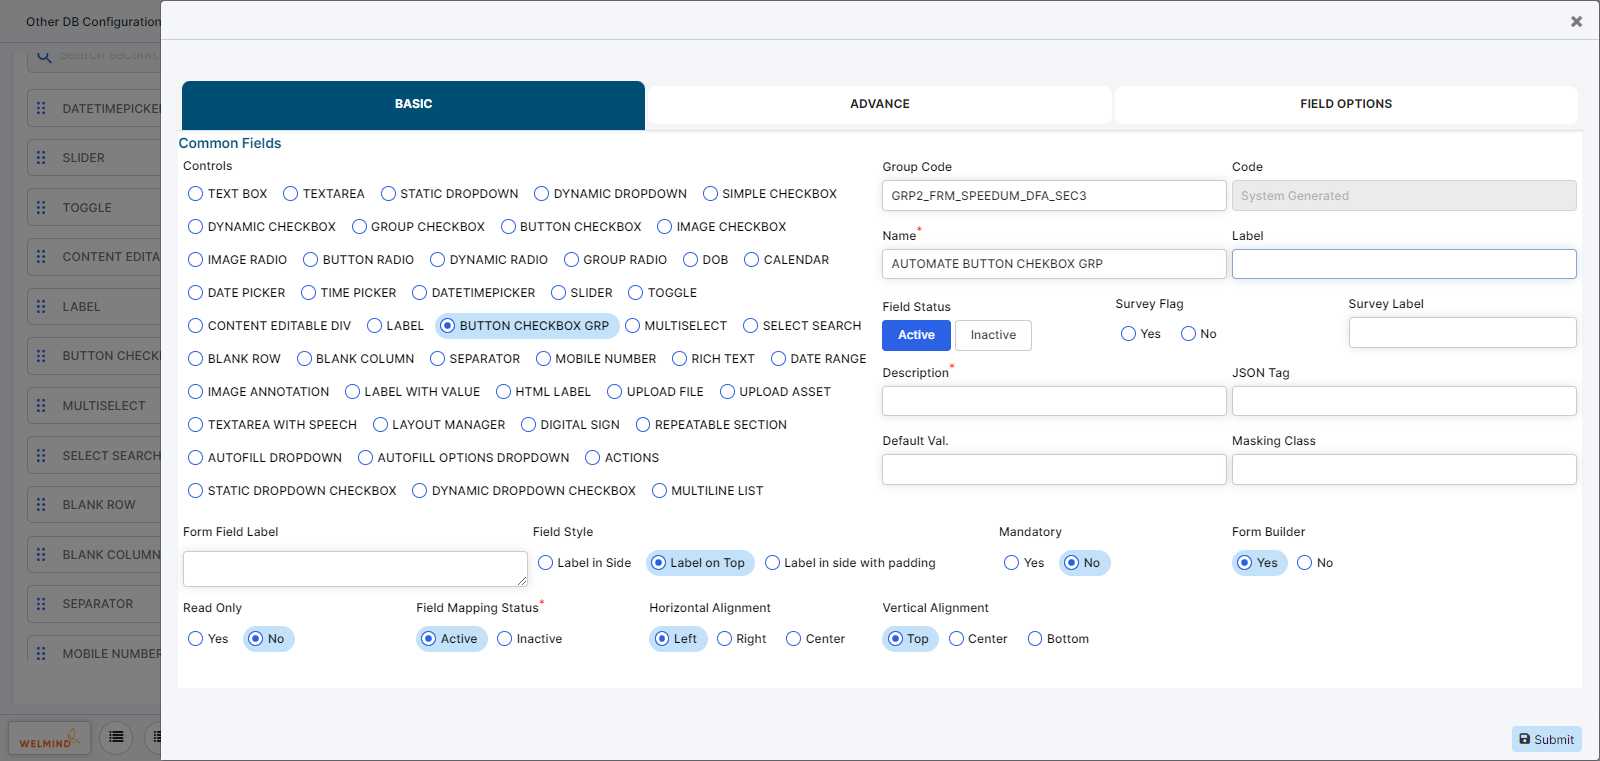 Other DB Configuration
DATETIMEPICKE
SLIDER
TOGGLE
CONTENT EDITA
LABEL
BUTTON CHECK
MULTISELECT
SELECT SEARCH
BLANK ROW
BLANK COLUMN
SEPARATOR
MOBILE NUMBER
WELMIND
BASIC ADVANCE FIELD OPTIONS
Common Fields
Controls
TEXT BOX TEXTAREA STATIC DROPDOWN DYNAMIC DROPDOWN SIMPLE CHECKBOX
DYNAMIC CHECKBOX GROUP CHECKBOX BUTTON CHECKBOX IMAGE CHECKBOX
IMAGE RADIO BUTTON RADIO DYNAMIC RADIO GROUP RADIO DOB CALENDAR
DATE PICKER TIME PICKER DATETIMEPICKER SLIDER TOGGLE
CONTENT EDITABLE DIV LABEL BUTTON CHECKBOX GRP MULTISELECT SELECT SEARCH
BLANK ROW BLANK COLUMN SEPARATOR MOBILE NUMBER RICH TEXT DATE RANGE
IMAGE ANNOTATION LABEL WITH VALUE HTML LABEL UPLOAD FILE UPLOAD ASSET
TEXTAREA WITH SPEECH LAYOUT MANAGER DIGITAL SIGN REPEATABLE SECTION
AUTOFILL DROPDOWN AUTOFILL OPTIONS DROPDOWN ACTIONS
STATIC DROPDOWN CHECKBOX DYNAMIC DROPDOWN CHECKBOX MULTILINE LIST
Group Code Code
GRP2_FRM_SPEEDUM_DFA_SEC3 System Generated
Name* Label
AUTOMATE BUTTON CHEKBOX GRP
Field Status Survey Flag Survey Label
Active Inactive Yes No
Description* JSON Tag
Default Val. Masking Class
Form Field Label Field Style Mandatory Form Builder
Label in Side Label on Top Label in side with padding Yes No Yes No
Read Only Field Mapping Status* Horizontal Alignment Vertical Alignment
Yes No Active Inactive Left Right Center Top Center Bottom
Submit